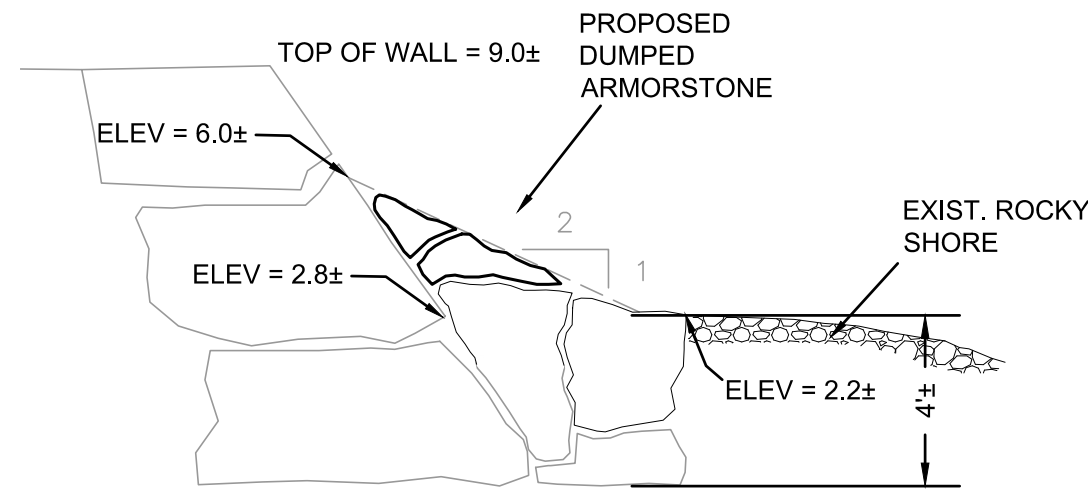 PROPOSED
DUMPED
ARMORSTONE
TOP OF WALL = 9.0±
ELEV = 6.0±
2
1
EXIST. ROCKY
SHORE
ELEV = 2.8±
ELEV = 2.2±
4'±